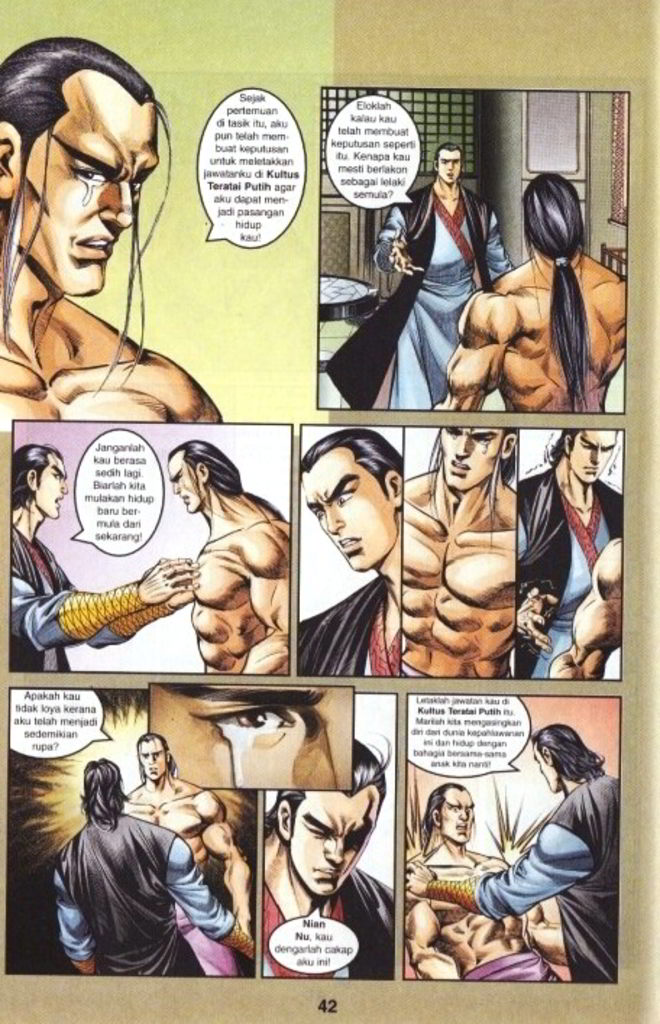 Sejak
pertemuan
di tasik itu, aku
pun telah mem-
buat keputusan
untuk meletakkan
jawatanku di Kultus
Teratai Putih agar
aku dapat men-
jadi pasangan
hidup
kau!
Eloklah
kalau kau
telah membuat
keputusan seperti
itu. Kenapa kau
mesti berlakon
sebagai lelaki
semula?
Janganlah
kau berasa
sedih lagi.
Biarlah kita
mulakan hidup
baru ber-
mula dari
sekarang!
Apakah kau
tidak loya kerana
aku telah menjadi
sedemikian
rupa?
Nian
Nu, kau
dengarlah cakap
aku ini!
Letaklah jawatan kau di
Kultus Teratai Putih itu.
Marilah kita mengasingkan
diri dari dunia kepahlawanan
ini dan hidup dengan
bahagia bersama-sama
anak kita nanti!
42